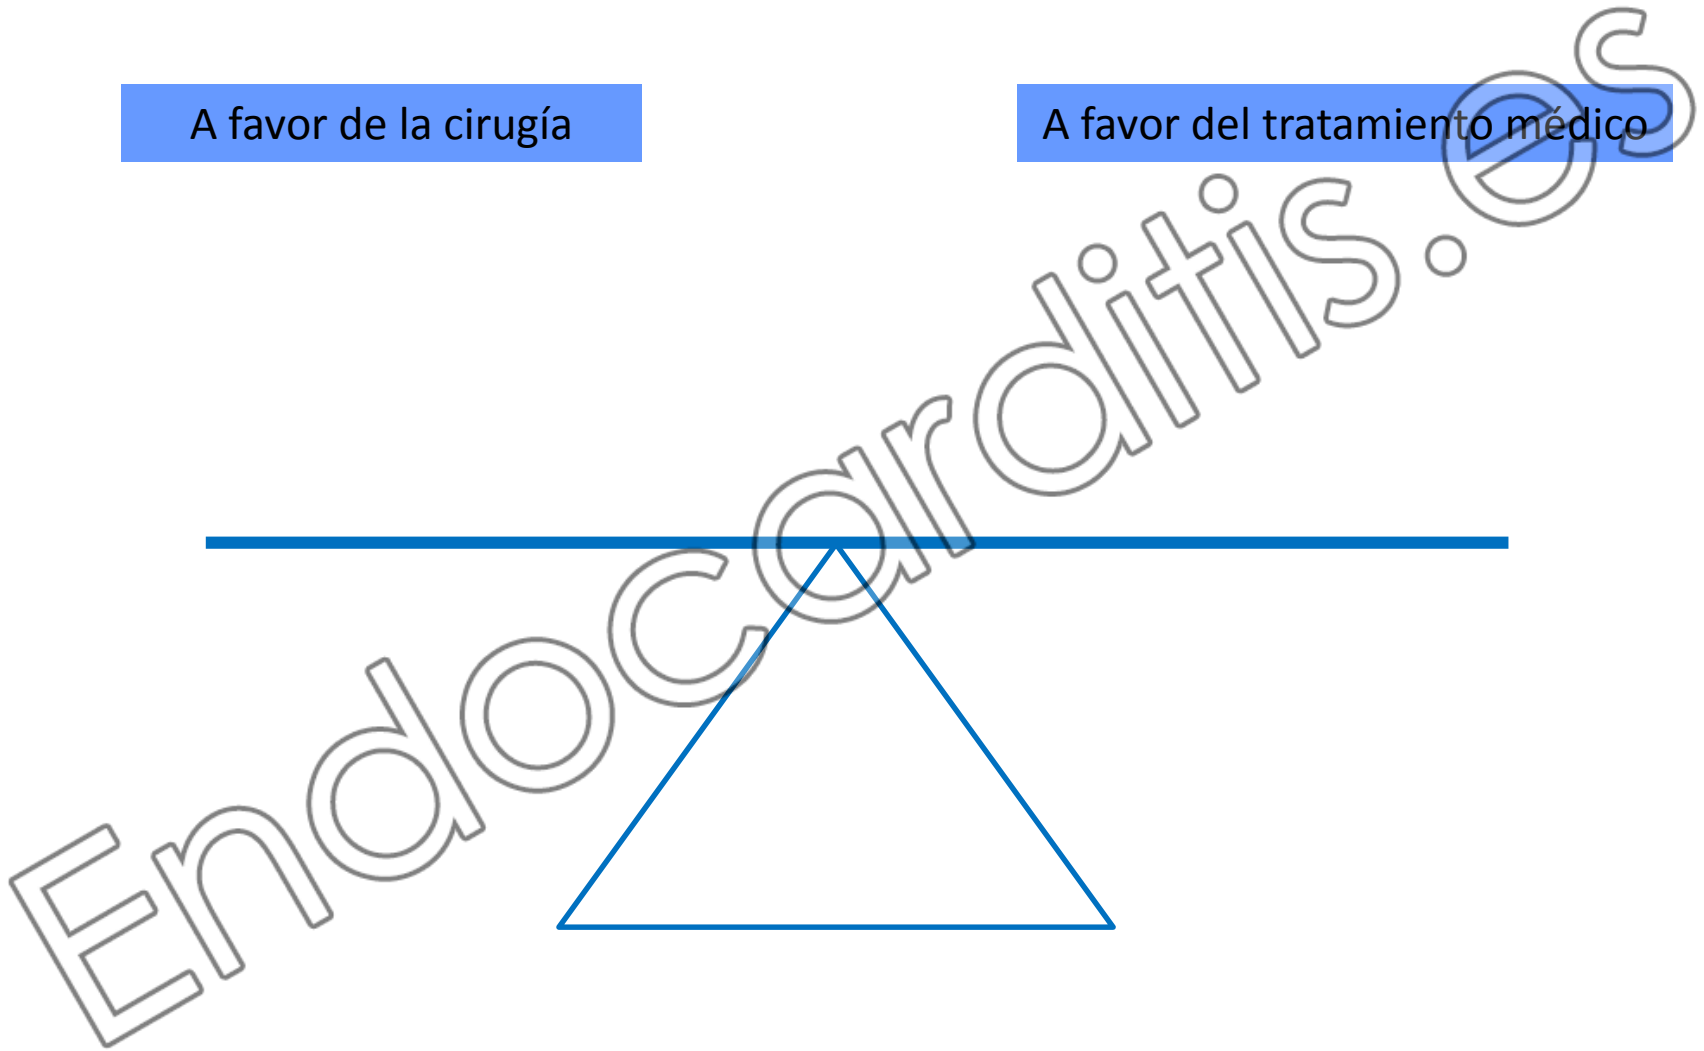 A favor de la cirugía
A favor del tratamiento médico
Endocarditis.es